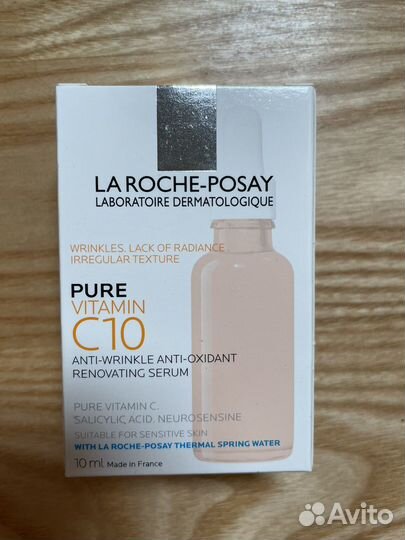 LA ROCHE-POSAY
LABORATOIRE DERMATOLOGIQUE
WRINKLES. LACK OF RADIANCE.
IRREGULAR TEXTURE
PURE
VITAMIN
C10
ANTI-WRINKLE ANTI-OXIDANT
RENOVATING SERUM
PURE VITAMIN C.
SALICYLIC ACID. NEUROSENSINE
SUITABLE FOR SENSITIVE SKIN
WITH LA ROCHE-POSAY THERMAL SPRING WATER
10 ml Made in France
Avito